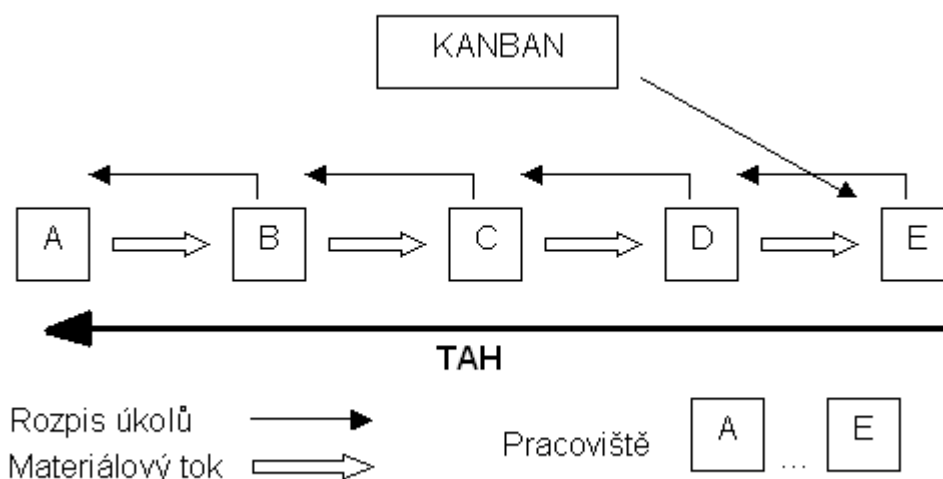 KANBAN
A B C D E
TAH
Rozpis úkolů
Materiálový tok
Pracoviště A ... E